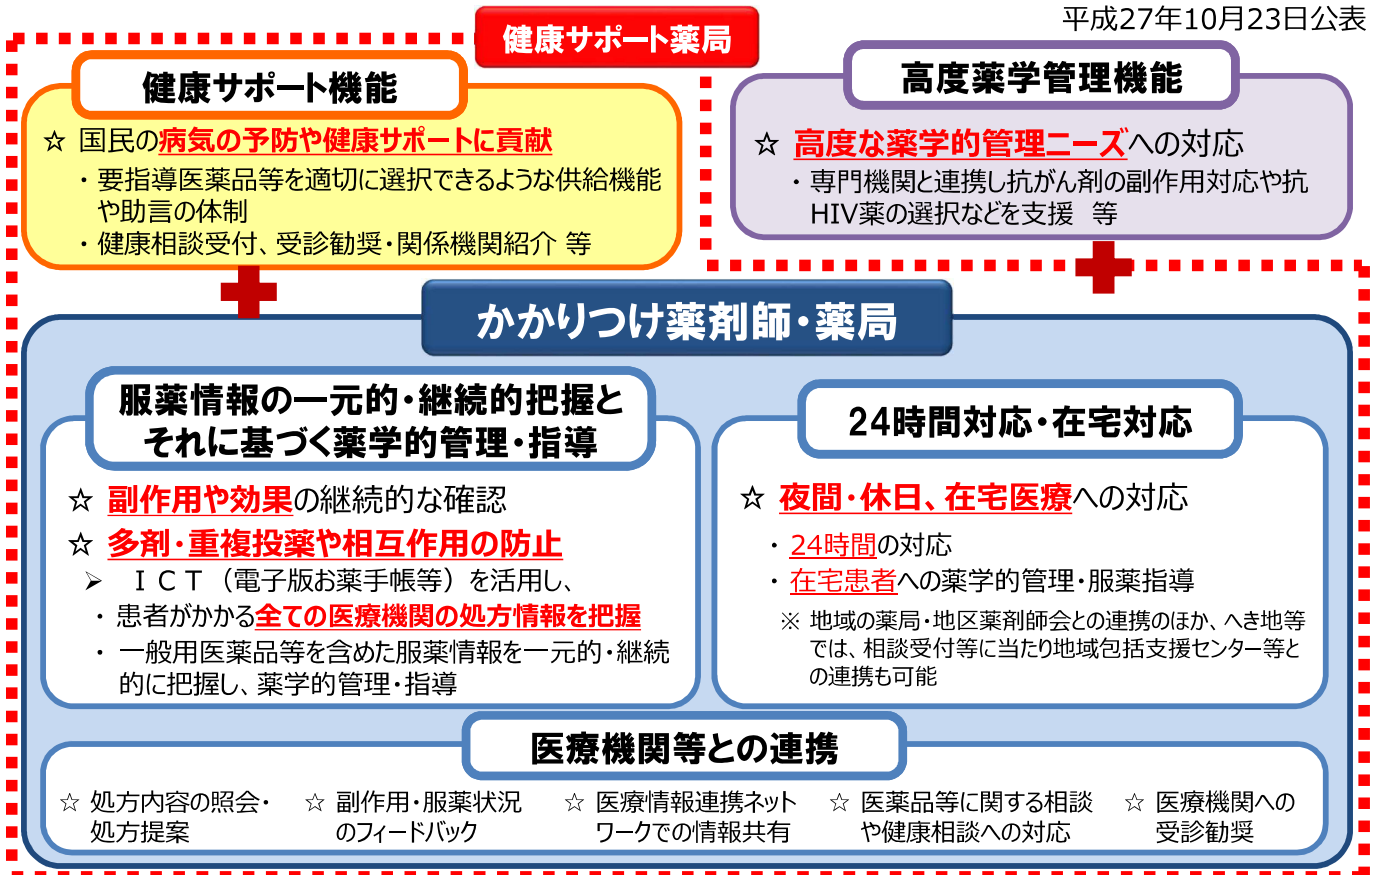 平成27年10月23日公表
健康サポート薬局
健康サポート機能
☆ 国民の病気の予防や健康サポートに貢献
・要指導医薬品等を適切に選択できるような供給機能
や助言の体制
・健康相談受付、受診勧奨・関係機関紹介 等
高度薬学管理機能
☆ 高度な薬学的管理ニーズへの対応
・専門機関と連携し抗がん剤の副作用対応や抗
HIV薬の選択などを支援 等
かかりつけ薬剤師・薬局
服薬情報の一元的・継続的把握と
それに基づく薬学的管理・指導
☆ 副作用や効果の継続的な確認
☆ 多剤・重複投薬や相互作用の防止
➢ ＩＣＴ（電子版お薬手帳等）を活用し、
・ 患者がかかる全ての医療機関の処方情報を把握
・ 一般用医薬品等を含めた服薬情報を一元的・継続
的に把握し、薬学的管理・指導
24時間対応・在宅対応
☆ 夜間・休日、在宅医療への対応
・ 24時間の対応
・ 在宅患者への薬学的管理・服薬指導
※ 地域の薬局・地区薬剤師会との連携のほか、へき地等
では、相談受付等に当たり地域包括支援センター等と
の連携も可能
医療機関等との連携
☆ 処方内容の照会・
処方提案
☆ 副作用・服薬状況
のフィードバック
☆ 医療情報連携ネット
ワークでの情報共有
☆ 医薬品等に関する相談
や健康相談への対応
☆ 医療機関への
受診勧奨